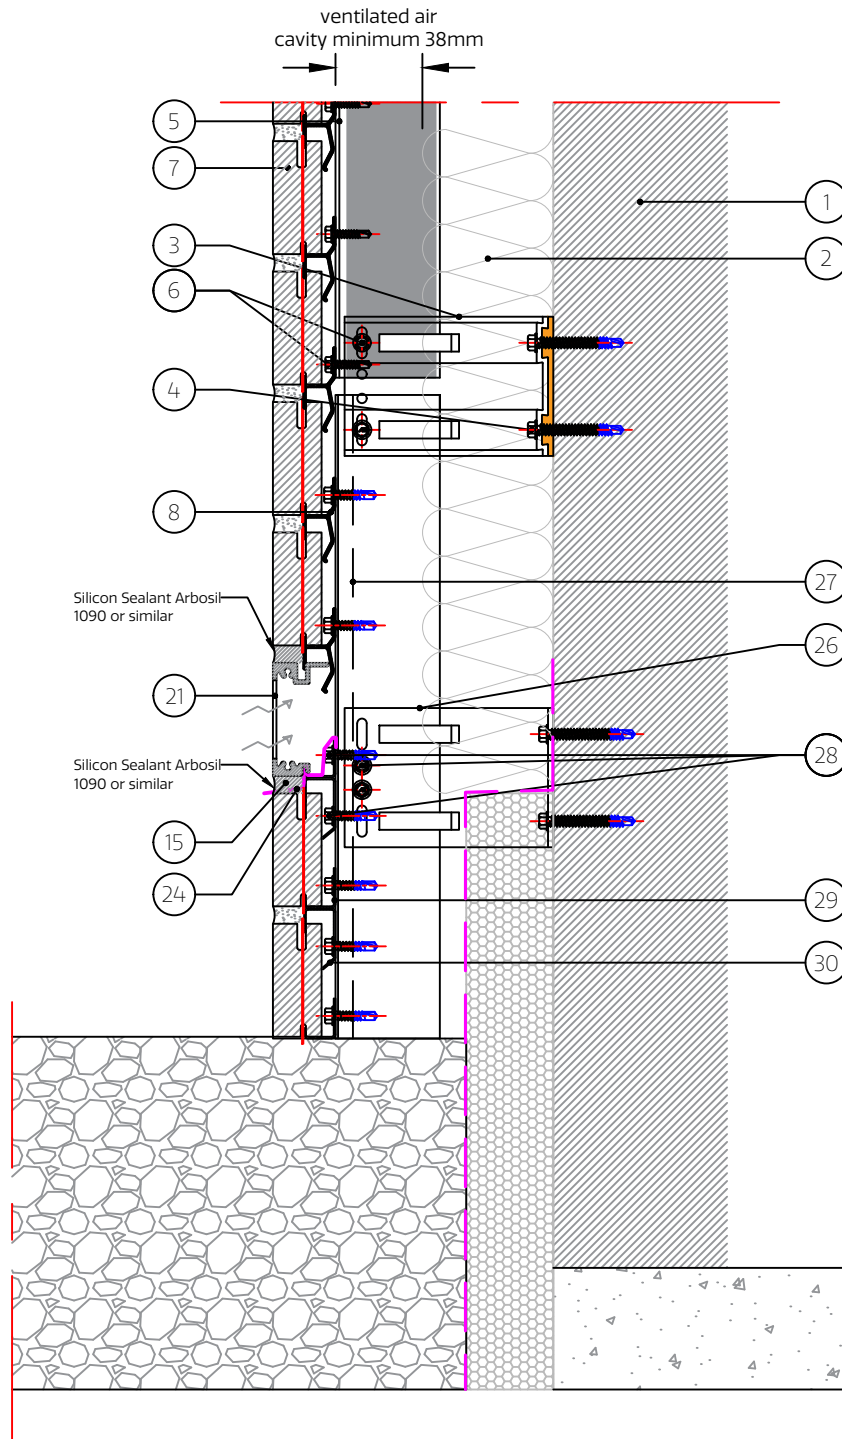 ventilated air
cavity minimum 38mm
5
7
1
3
2
6
4
8
27
Silicon Sealant Arbosil
1090 or similar
26
21
28
Silicon Sealant Arbosil
1090 or similar
15
24
29
30